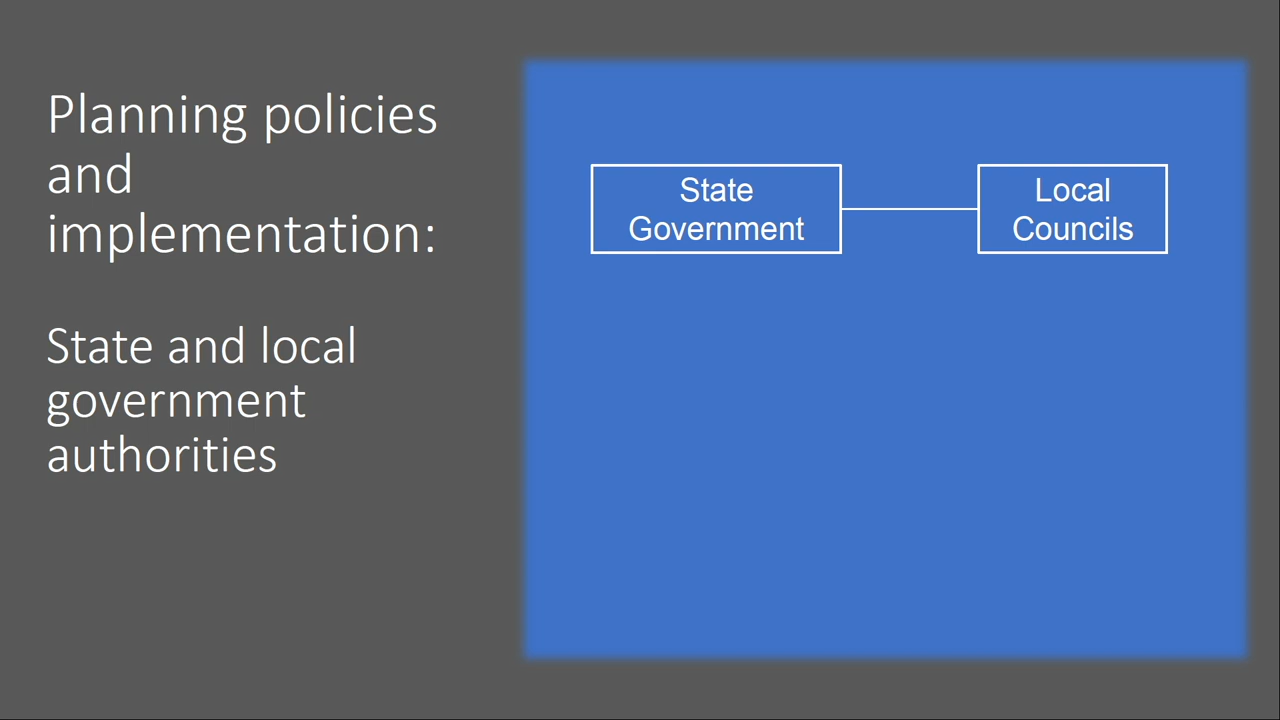 Planning policies
and
implementation:
State and local
government
authorities
State
Government
Local
Councils